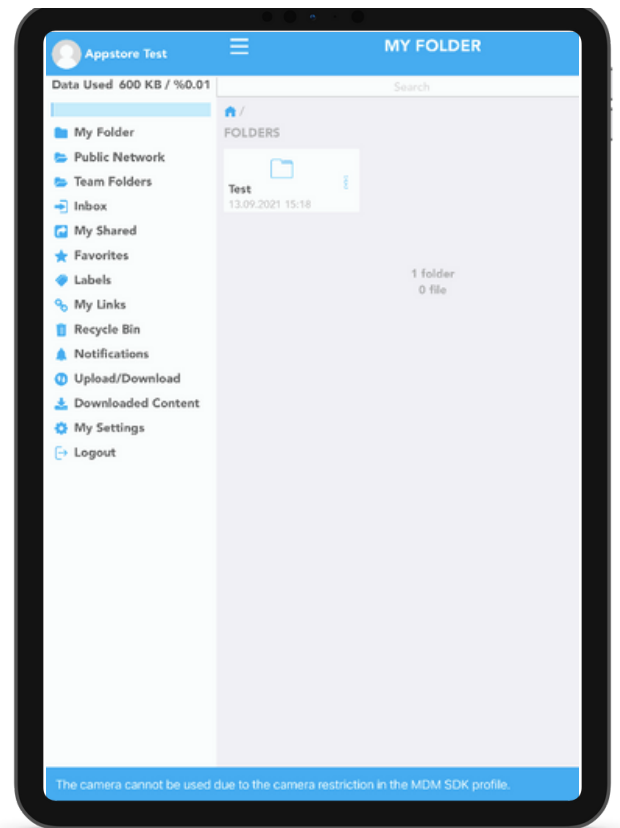 Appstore Test
MY FOLDER
Data Used 600 KB / %0.01
Search
/
FOLDERS
My Folder
Public Network
Team Folders
Inbox
My Shared
Favorites
Labels
My Links
Recycle Bin
Notifications
Upload/Download
Downloaded Content
My Settings
Logout
Test
13.09.2021 15:18
1 folder
0 file
The camera cannot be used due to the camera restriction in the MDM SDK profile.